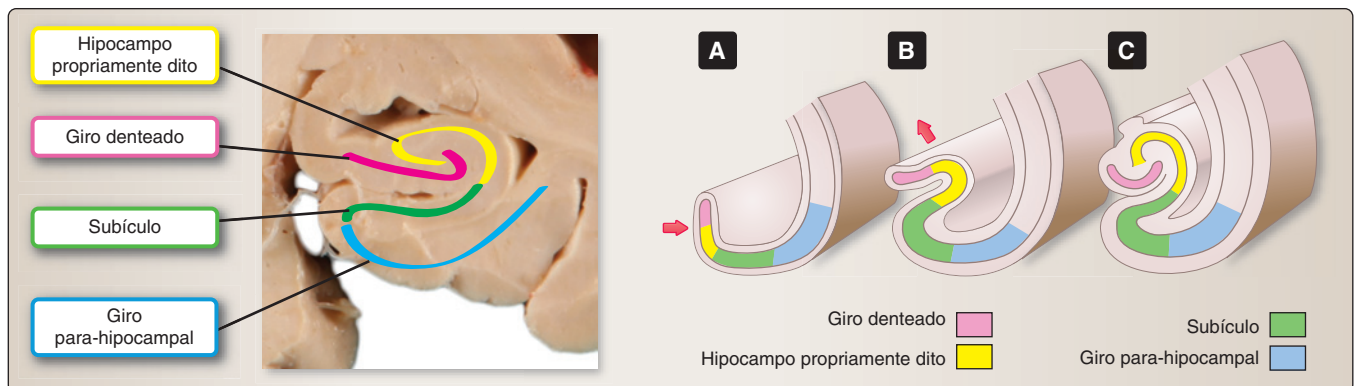 Hipocampo
propriamente dito
Giro denteado
Subículo
Giro
para-hipocampal
A
B
C
Giro denteado
Hipocampo propriamente dito
Subículo
Giro para-hipocampal